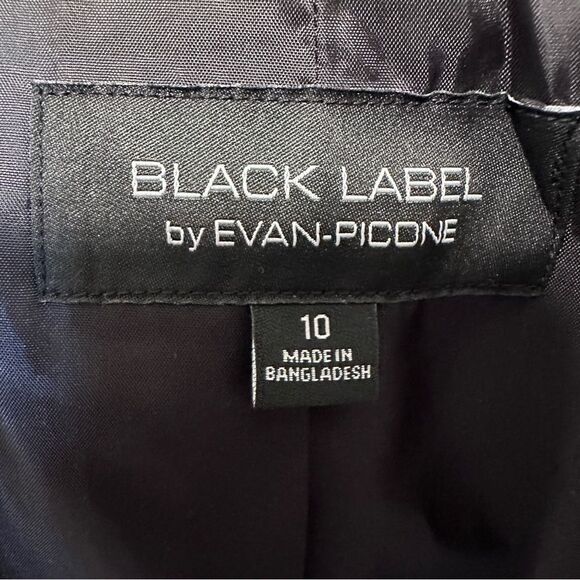 BLACK LABEL
by EVAN-PICONE
10
MADE IN
BANGLADESH